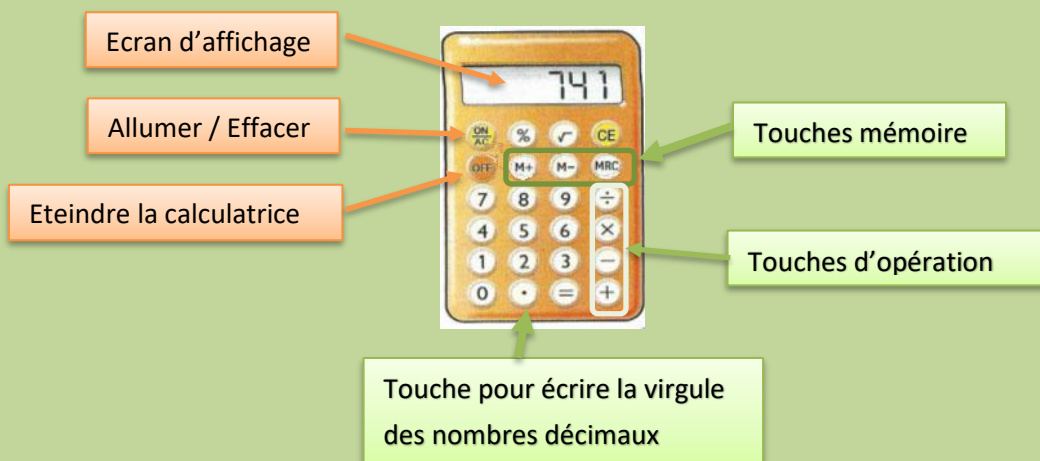 Ecran d'affichage
741
Allumer / Effacer
ON
AC
% √ CE
Touches mémoire
OFF M+ M- MRC
Eteindre la calculatrice
7 8 9 ÷
4 5 6 ×
1 2 3 −
Touches d'opération
0 · = +
Touche pour écrire la virgule
des nombres décimaux